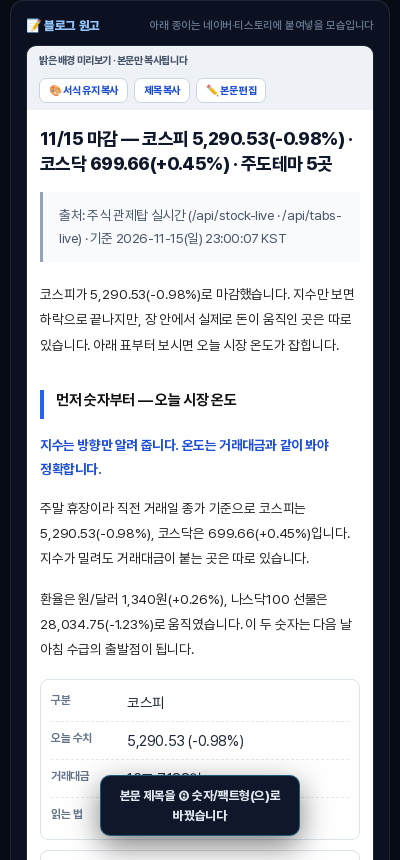 📝 블로그 원고
아래 종이는 네이버·티스토리에 붙여넣을 모습입니다
밝은 배경 미리보기 · 본문만 복사됩니다
🎨 서식 유지 복사
제목 복사
✏️ 본문 편집
11/15 마감 — 코스피 5,290.53(-0.98%) ·
코스닥 699.66(+0.45%) · 주도테마 5곳
출처: 주식 관제탑 실시간 (/api/stock-live · /api/tabs-
live) · 기준 2026-11-15(일) 23:00:07 KST
코스피가 5,290.53(-0.98%)로 마감했습니다. 지수만 보면
하락으로 끝나지만, 장 안에서 실제로 돈이 움직인 곳은 따로
있습니다. 아래 표부터 보시면 오늘 시장 온도가 잡힙니다.
먼저 숫자부터 — 오늘 시장 온도
지수는 방향만 알려 줍니다. 온도는 거래대금과 같이 봐야
정확합니다.
주말 휴장이라 직전 거래일 종가 기준으로 코스피는
5,290.53(-0.98%), 코스닥은 699.66(+0.45%)입니다.
지수가 밀려도 거래대금이 붙는 곳은 따로 있습니다.
환율은 원/달러 1,340원(+0.26%), 나스닥100 선물은
28,034.75(-1.23%)로 움직였습니다. 이 두 숫자는 다음 날
아침 수급의 출발점이 됩니다.
구분
코스피
오늘 수치
5,290.53 (-0.98%)
거래대금
읽는 법
본문 제목을 ❶ 숫자/팩트형(으)로
바꿨습니다